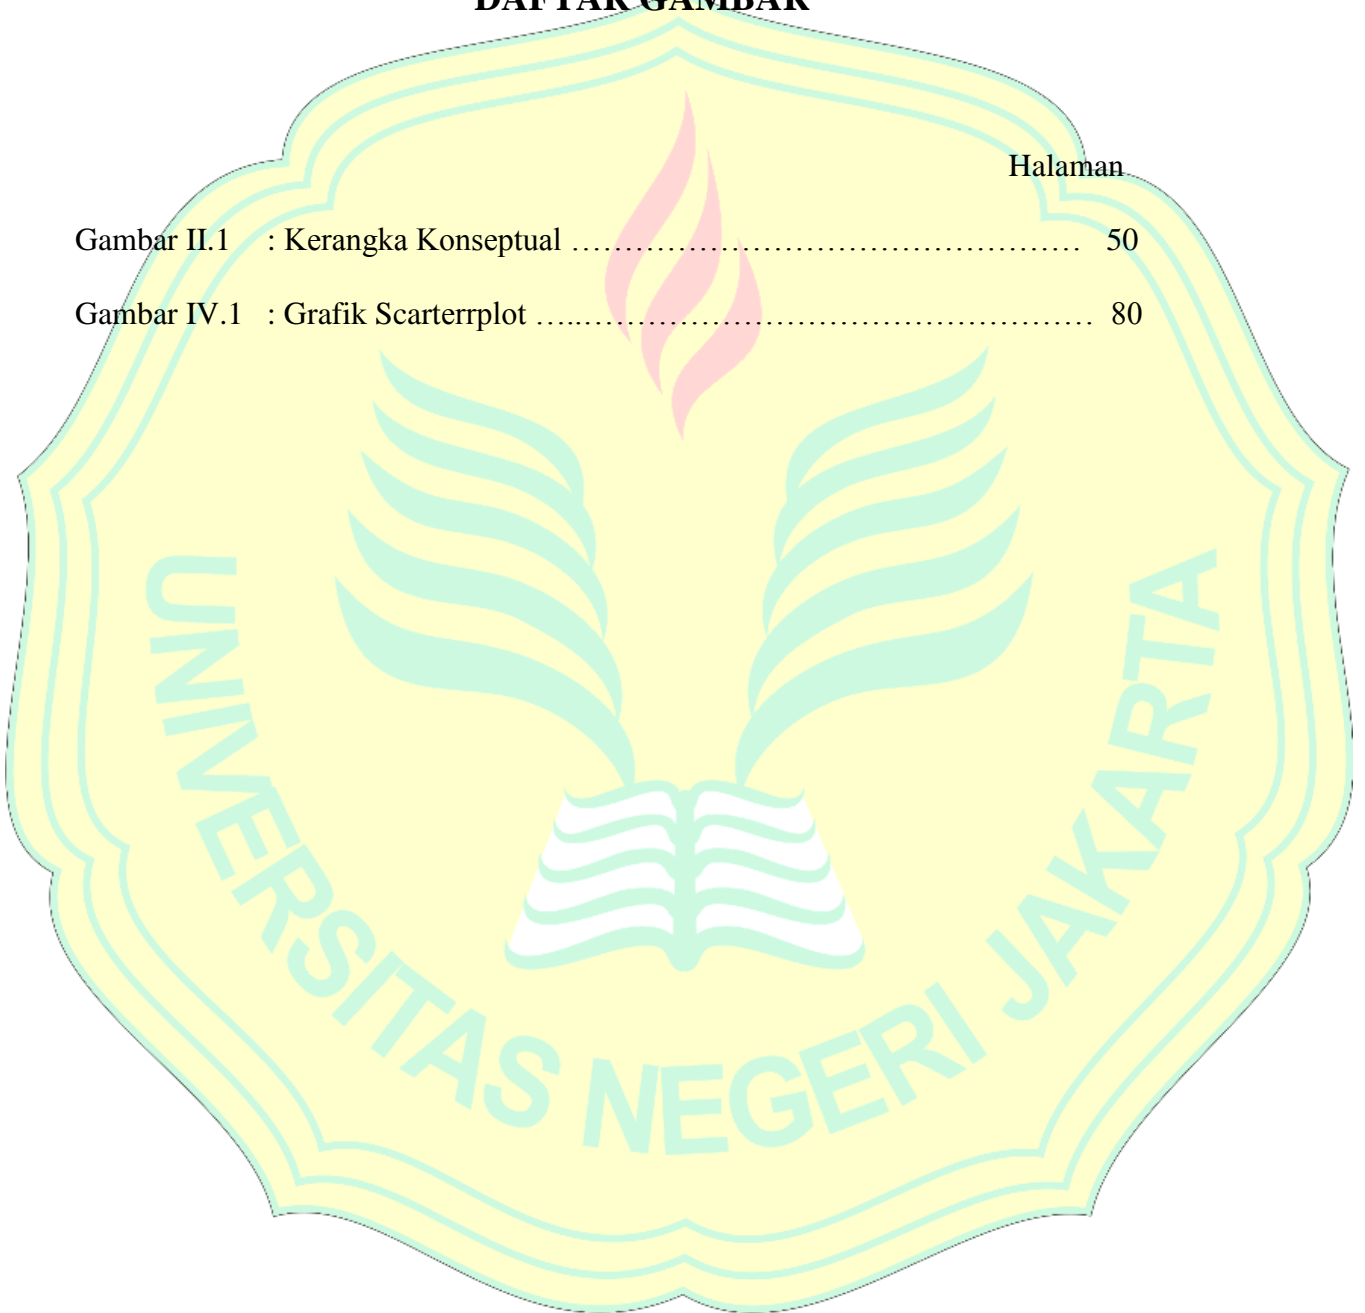 DAFTAR GAMBAR
Halaman
Gambar II.1 : Kerangka Konseptual ………………………………………… 50
Gambar IV.1 : Grafik Scarterrplot …...………………………………………… 80
UNIVERSITAS NEGERI JAKARTA